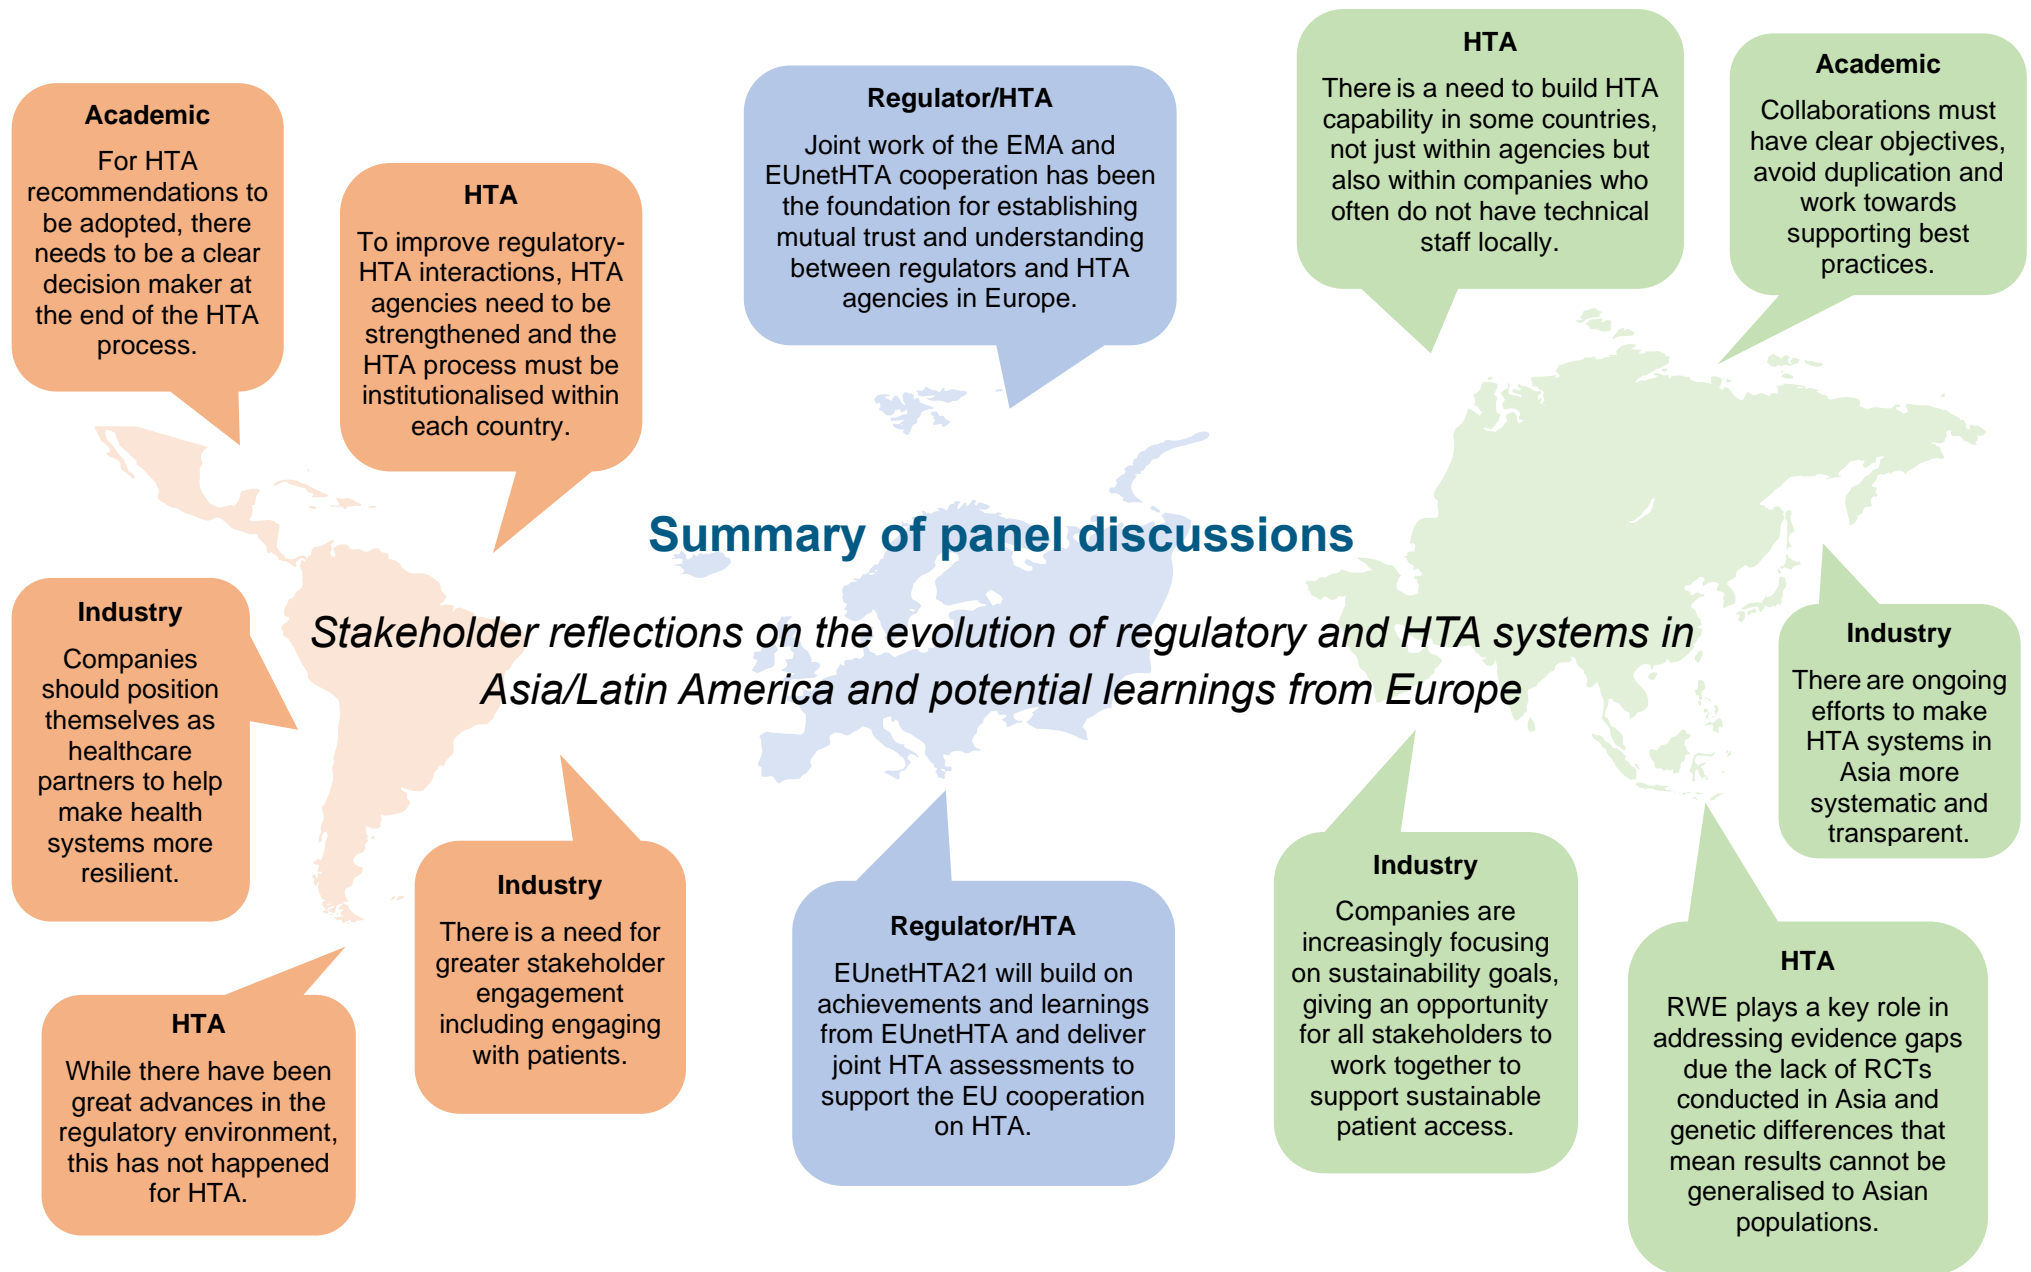 Academic
For HTA
recommendations to
be adopted, there
needs to be a clear
decision maker at
the end of the HTA
process.
HTA
To improve regulatory-
HTA interactions, HTA
agencies need to be
strengthened and the
HTA process must be
institutionalised within
each country.
Regulator/HTA
Joint work of the EMA and
EUnetHTA cooperation has been
the foundation for establishing
mutual trust and understanding
between regulators and HTA
agencies in Europe.
HTA
There is a need to build HTA
capability in some countries,
not just within agencies but
also within companies who
often do not have technical
staff locally.
Academic
Collaborations must
have clear objectives,
avoid duplication and
work towards
supporting best
practices.
Summary of panel discussions
Stakeholder reflections on the evolution of regulatory and HTA systems in
Asia/Latin America and potential learnings from Europe
Industry
Companies
should position
themselves as
healthcare
partners to help
make health
systems more
resilient.
Industry
There are ongoing
efforts to make
HTA systems in
Asia more
systematic and
transparent.
HTA
While there have been
great advances in the
regulatory environment,
this has not happened
for HTA.
Industry
There is a need for
greater stakeholder
engagement
including engaging
with patients.
Regulator/HTA
EUnetHTA21 will build on
achievements and learnings
from EUnetHTA and deliver
joint HTA assessments to
support the EU cooperation
on HTA.
Industry
Companies are
increasingly focusing
on sustainability goals,
giving an opportunity
for all stakeholders to
work together to
support sustainable
patient access.
HTA
RWE plays a key role in
addressing evidence gaps
due the lack of RCTs
conducted in Asia and
genetic differences that
mean results cannot be
generalised to Asian
populations.